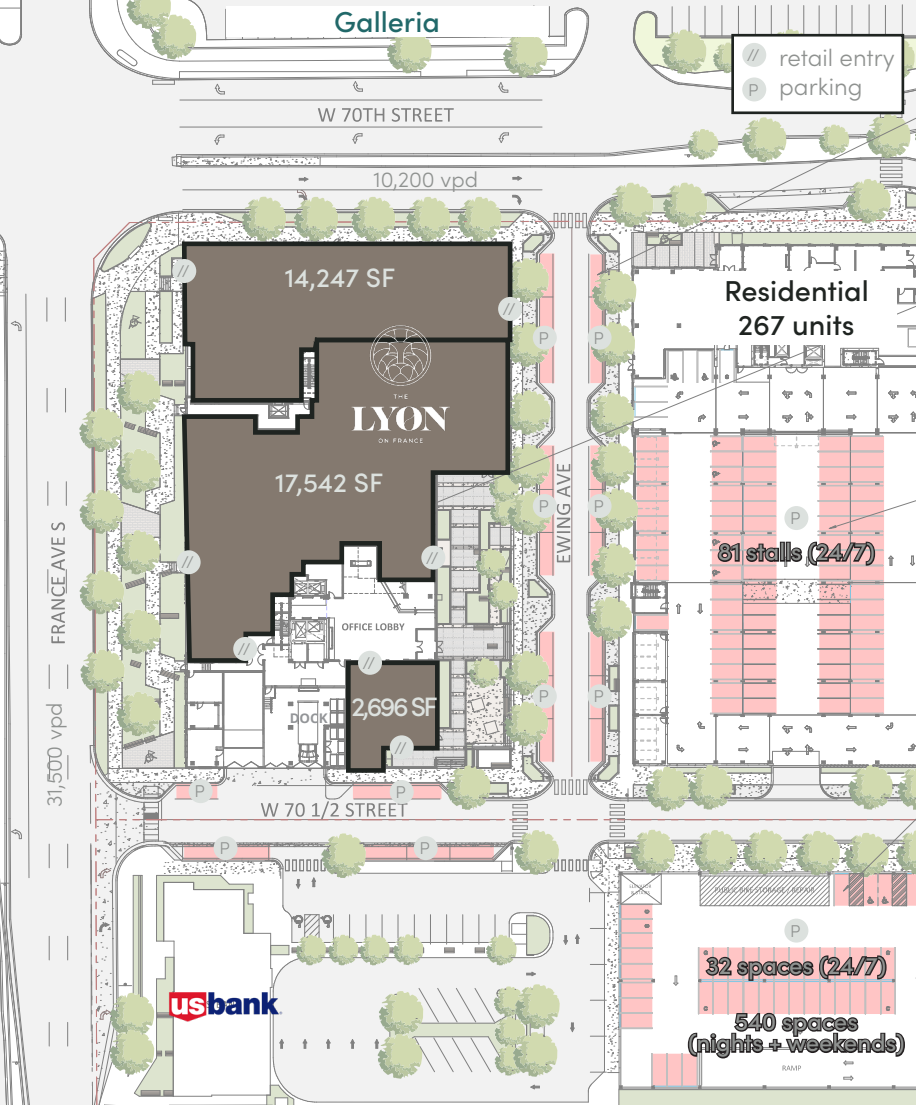 Galleria
// retail entry
P parking
W 70TH STREET
10,200 vpd
14,247 SF
//
//
Residential
267 units
P
P
THE
LYON
ON FRANCE
17,542 SF
FRANCE AVE S
EWING AVE
P
P
P
81 stalls (24/7)
//
//
OFFICE LOBBY
//
//
31,500 vpd
2,696 SF
DOCK
P
P
//
P
P
W 70 1/2 STREET
P
P
PUBLIC BIKE STORAGE / REPAIR
P
32 spaces (24/7)
usbank
540 spaces
(nights + weekends)
RAMP